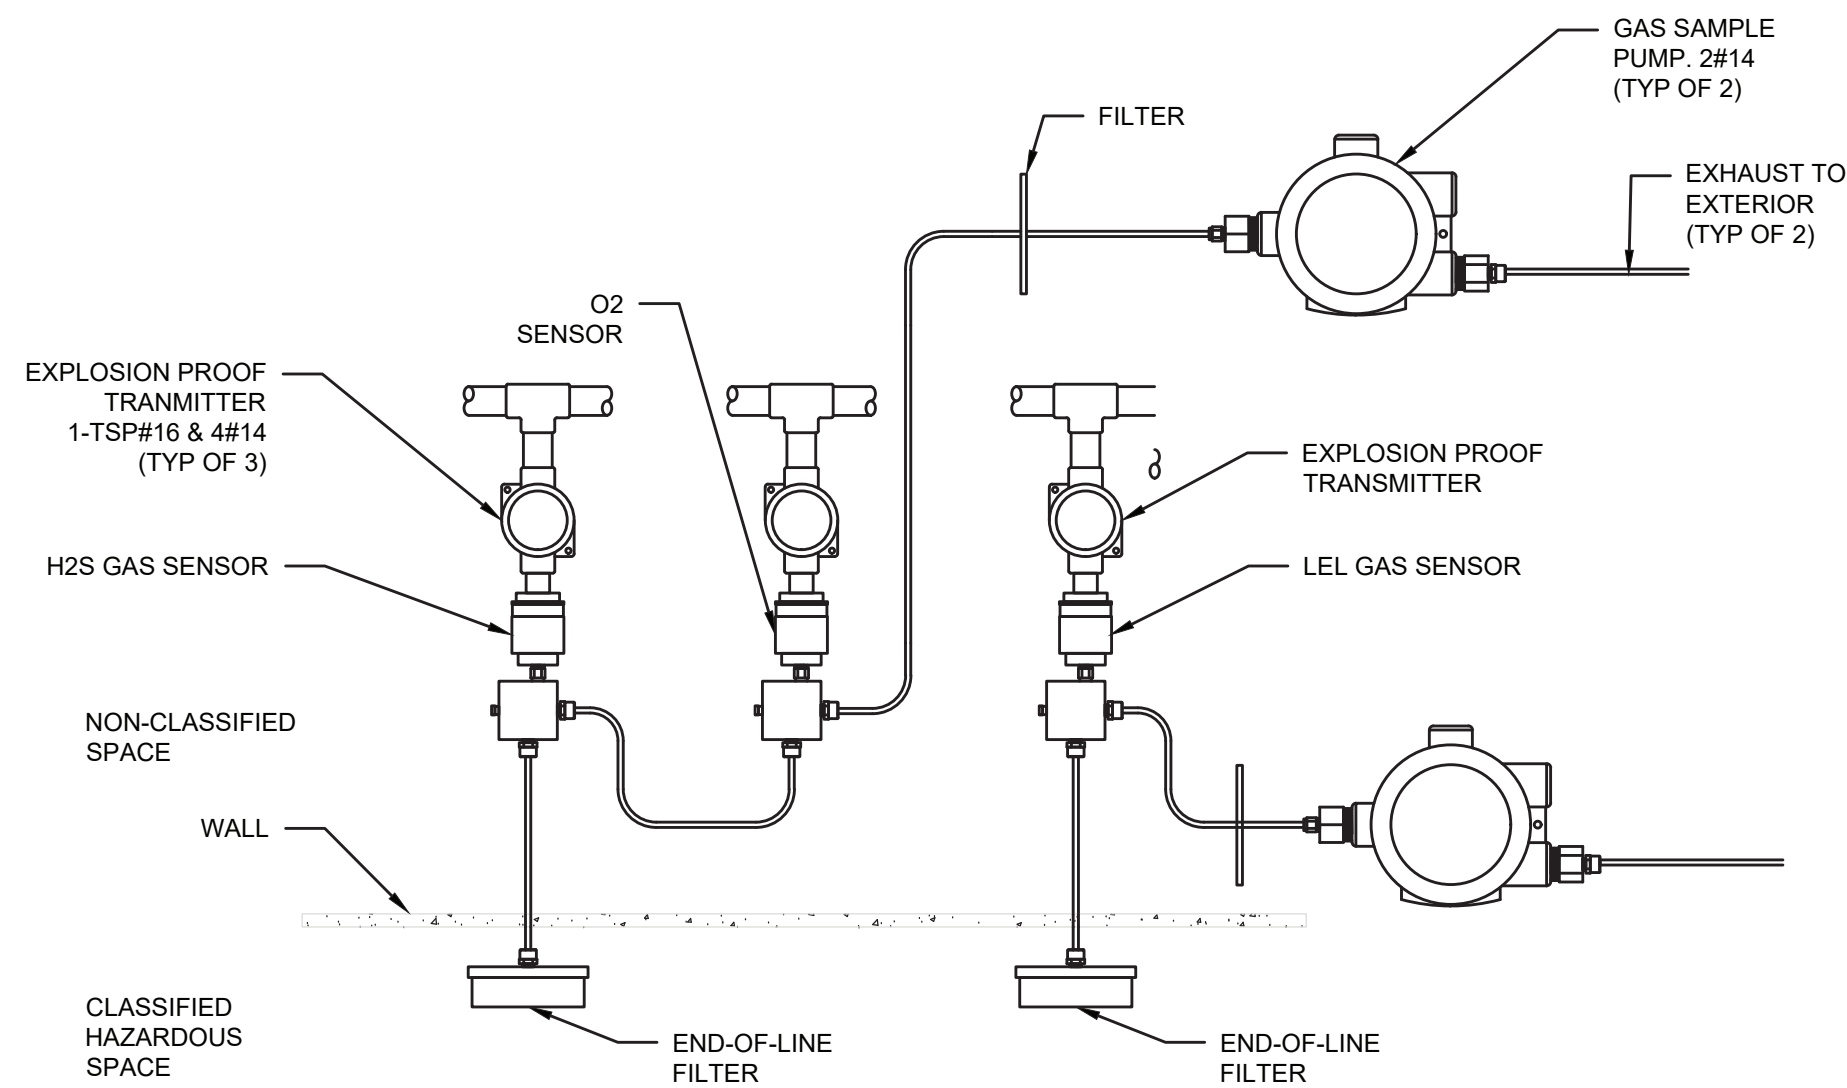 GAS SAMPLE
PUMP. 2#14
(TYP OF 2)
FILTER
EXHAUST TO
EXTERIOR
(TYP OF 2)
O2
SENSOR
EXPLOSION PROOF
TRANMITTER
1-TSP#16 & 4#14
(TYP OF 3)
EXPLOSION PROOF
TRANSMITTER
H2S GAS SENSOR
LEL GAS SENSOR
NON-CLASSIFIED
SPACE
WALL
CLASSIFIED
HAZARDOUS
SPACE
END-OF-LINE
FILTER
END-OF-LINE
FILTER